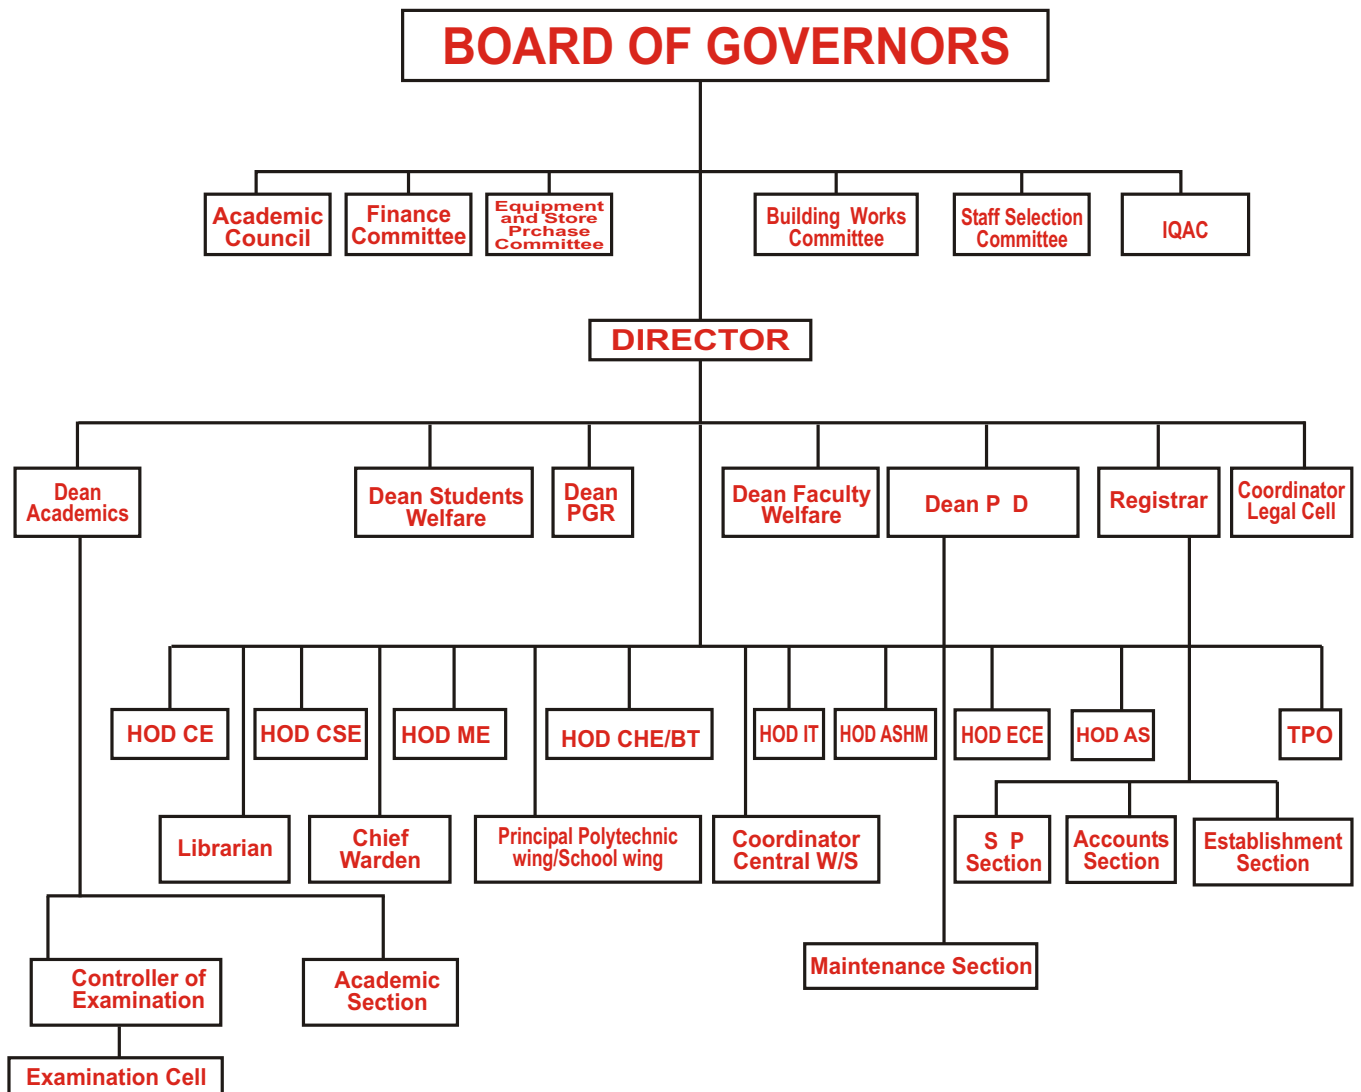 BOARD OF GOVERNORS
Academic
Council
Finance
Committee
Equipment
and Store
Prchase
Committee
Building Works
Committee
Staff Selection
Committee
IQAC
DIRECTOR
Dean
Academics
Dean Students
Welfare
Dean
PGR
Dean Faculty
Welfare
Dean P D
Registrar
Coordinator
Legal Cell
HOD CE
HOD CSE
HOD ME
HOD CHE/BT
HOD IT
HOD ASHM
HOD ECE
HOD AS
TPO
Librarian
Chief
Warden
Principal Polytechnic
wing/School wing
Coordinator
Central W/S
S P
Section
Accounts
Section
Establishment
Section
Controller of
Examination
Academic
Section
Maintenance Section
Examination Cell